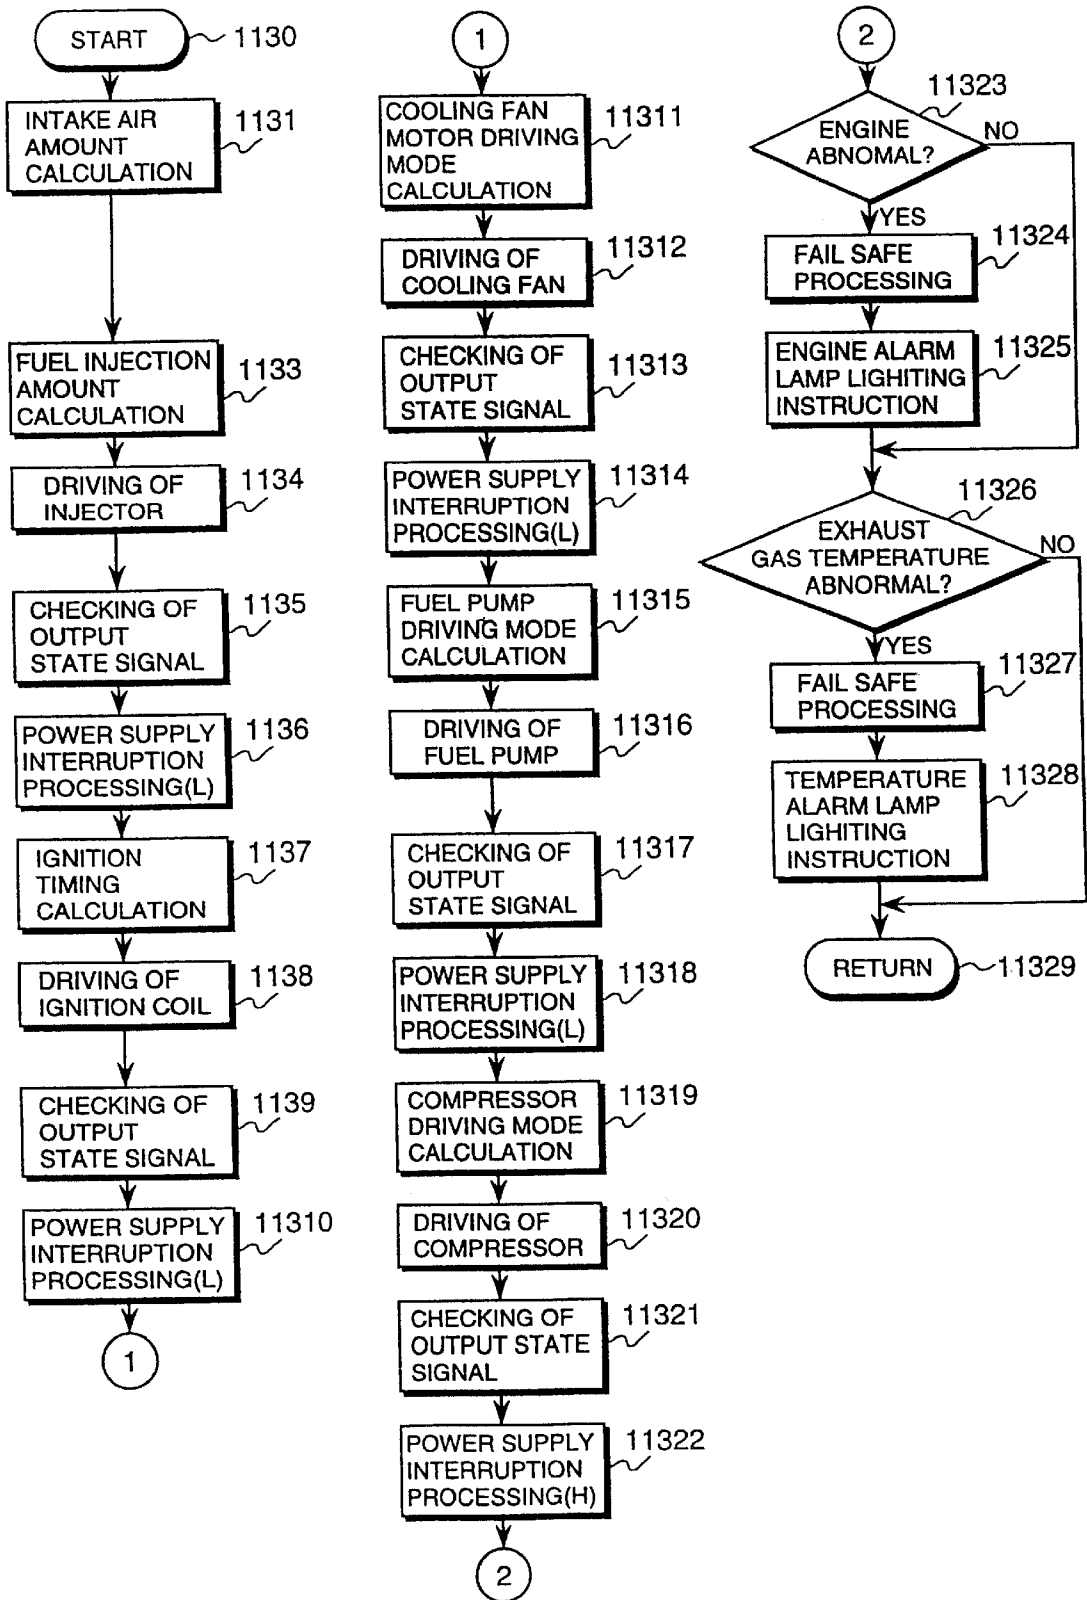 START
1130
INTAKE AIR
AMOUNT
CALCULATION
1131
FUEL INJECTION
AMOUNT
CALCULATION
1133
DRIVING OF
INJECTOR
1134
CHECKING OF
OUTPUT
STATE SIGNAL
1135
POWER SUPPLY
INTERRUPTION
PROCESSING(L)
1136
IGNITION
TIMING
CALCULATION
1137
DRIVING OF
IGNITION COIL
1138
CHECKING OF
OUTPUT
STATE SIGNAL
1139
POWER SUPPLY
INTERRUPTION
PROCESSING(L)
11310
1
1
COOLING FAN
MOTOR DRIVING
MODE
CALCULATION
11311
DRIVING OF
COOLING FAN
11312
CHECKING OF
OUTPUT
STATE SIGNAL
11313
POWER SUPPLY
INTERRUPTION
PROCESSING(L)
11314
FUEL PUMP
DRIVING MODE
CALCULATION
11315
DRIVING OF
FUEL PUMP
11316
CHECKING OF
OUTPUT
STATE SIGNAL
11317
POWER SUPPLY
INTERRUPTION
PROCESSING(L)
11318
COMPRESSOR
DRIVING MODE
CALCULATION
11319
DRIVING OF
COMPRESSOR
11320
CHECKING OF
OUTPUT STATE
SIGNAL
11321
POWER SUPPLY
INTERRUPTION
PROCESSING(H)
11322
2
2
11323
ENGINE
ABNOMAL?
NO
YES
FAIL SAFE
PROCESSING
11324
ENGINE ALARM
LAMP LIGHITING
INSTRUCTION
11325
11326
EXHAUST
GAS TEMPERATURE
ABNORMAL?
NO
YES
FAIL SAFE
PROCESSING
11327
TEMPERATURE
ALARM LAMP
LIGHITING
INSTRUCTION
11328
RETURN
11329